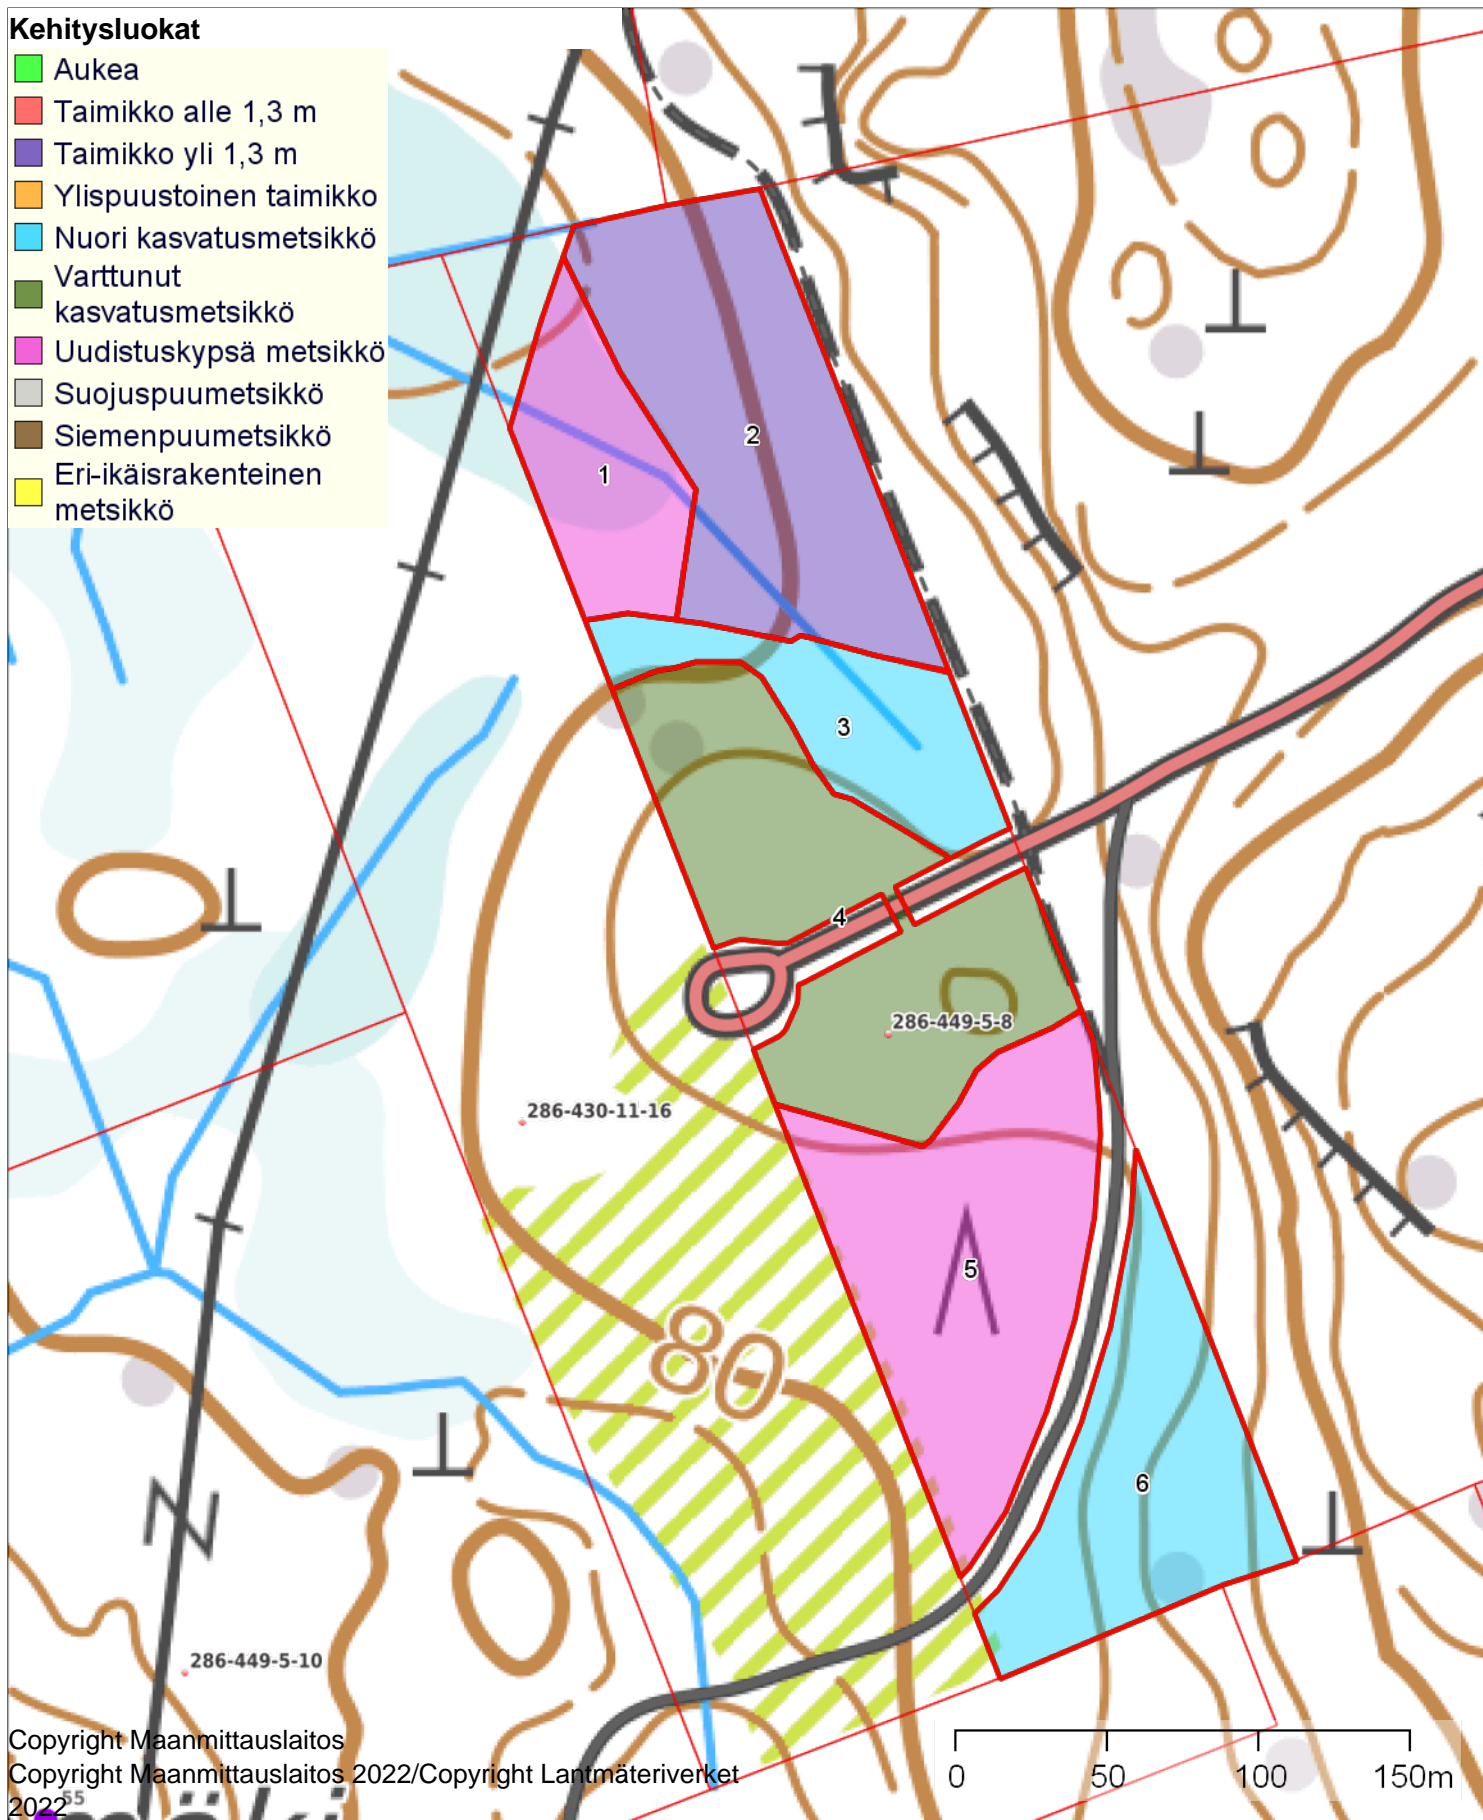 Kehitysluokat
Aukea
Taimikko alle 1,3 m
Taimikko yli 1,3 m
Ylispuustoinen taimikko
Nuori kasvatusmetsikkö
Varttunut
kasvatusmetsikkö
Uudistuskypsä metsikkö
Suojuspuumetsikkö
Siemenpuumetsikkö
Eri-ikäisrakenteinen
metsikkö
2
1
3
4
286-449-5-8
286-430-11-16
5
80
6
286-449-5-10
Copyright Maanmittauslaitos
Copyright Maanmittauslaitos 2022/Copyright Lantmäteriverket
2022
55
0 50 100 150m